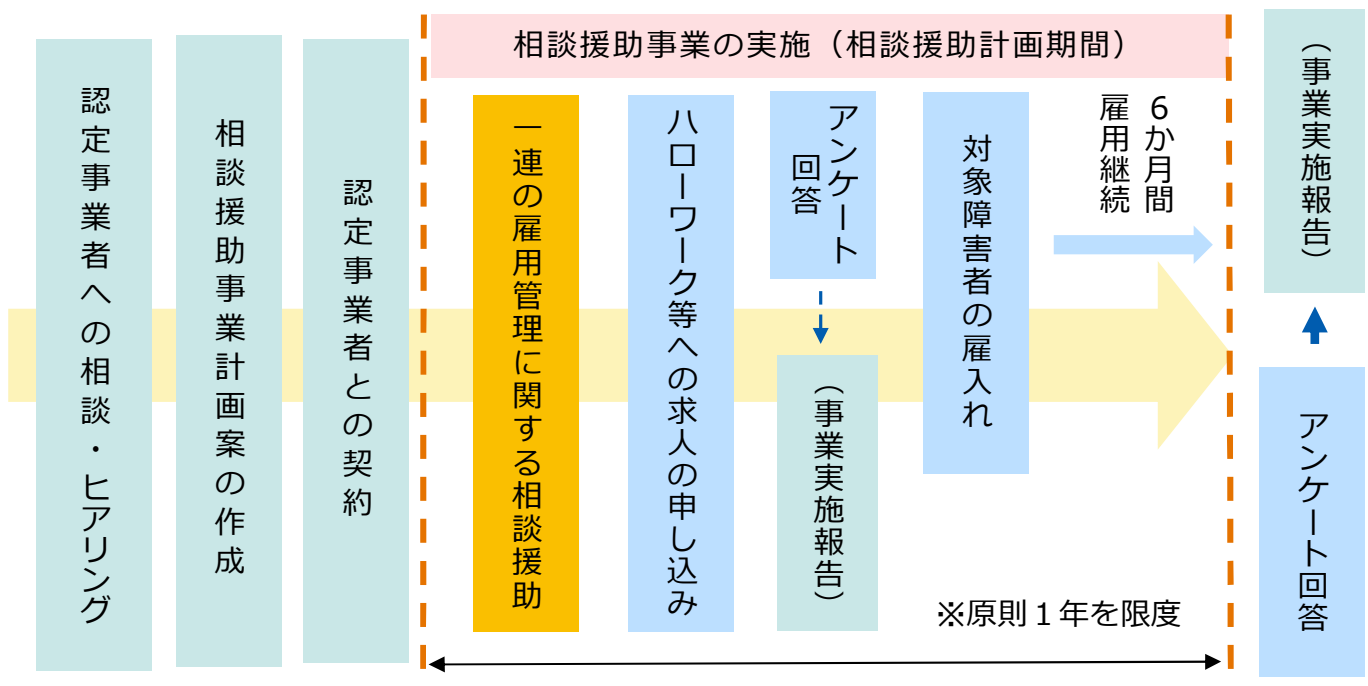 認定事業者への相談・ヒアリング
相談援助事業計画案の作成
認定事業者との契約
相談援助事業の実施（相談援助計画期間）
一連の雇用管理に関する相談援助
ハローワーク等への求人の申し込み
アンケート
回答
（事業実施報告）
対象障害者の雇入れ
６か月間
雇用継続
※原則１年を限度
（事業実施報告）
アンケート回答